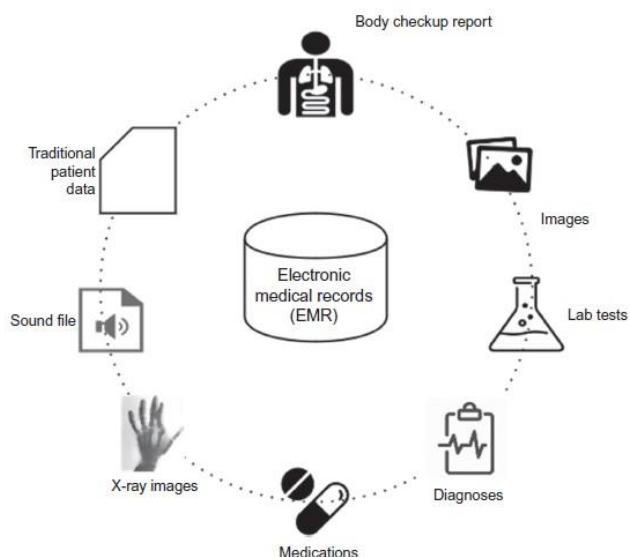 Body checkup report
Traditional
patient
data
Images
Electronic
medical records
(EMR)
Sound file
Lab tests
X-ray images
Diagnoses
Medications